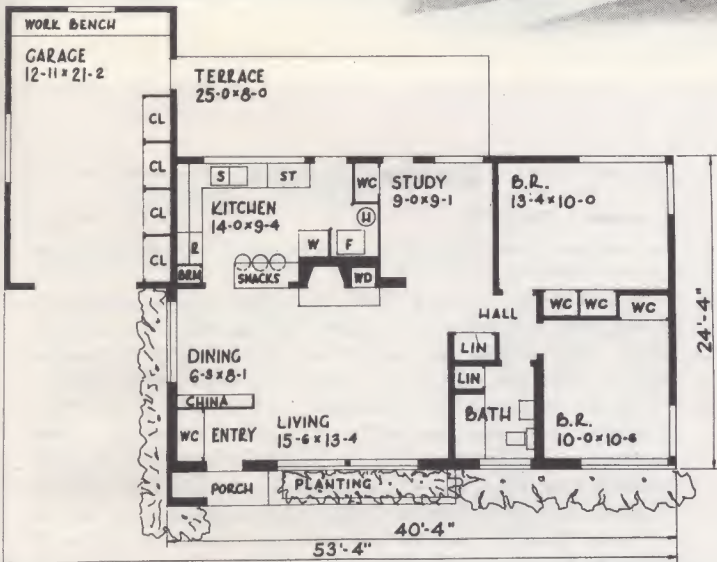 WORK BENCH
GARAGE
12-11 x 21-2
TERRACE
25-0 x 8-0
CL
CL
CL
CL
S
ST
WC
STUDY
9-0 x 9-1
B.R.
13-4 x 10-0
KITCHEN
14-0 x 9-4
H
R
W
F
BRM
SNACKS
WD
24'-4"
HALL
WC
WC
WC
LIN
DINING
6-3 x 8-1
LIN
CHINA
WC
ENTRY
LIVING
15-6 x 13-4
BATH
B.R.
10-0 x 10-6
PORCH
PLANTING
40'-4"
53'-4"